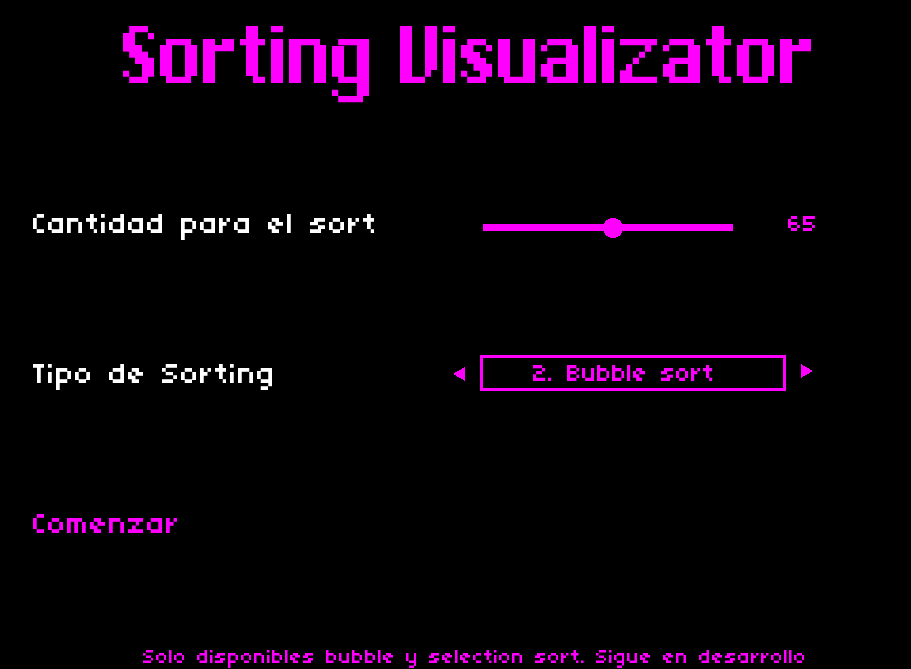 Sorting Visualizator
Cantidad para el sort
65
Tipo de Sorting
2. Bubble sort
Comenzar
Solo disponibles bubble y selection sort. Sigue en desarrollo